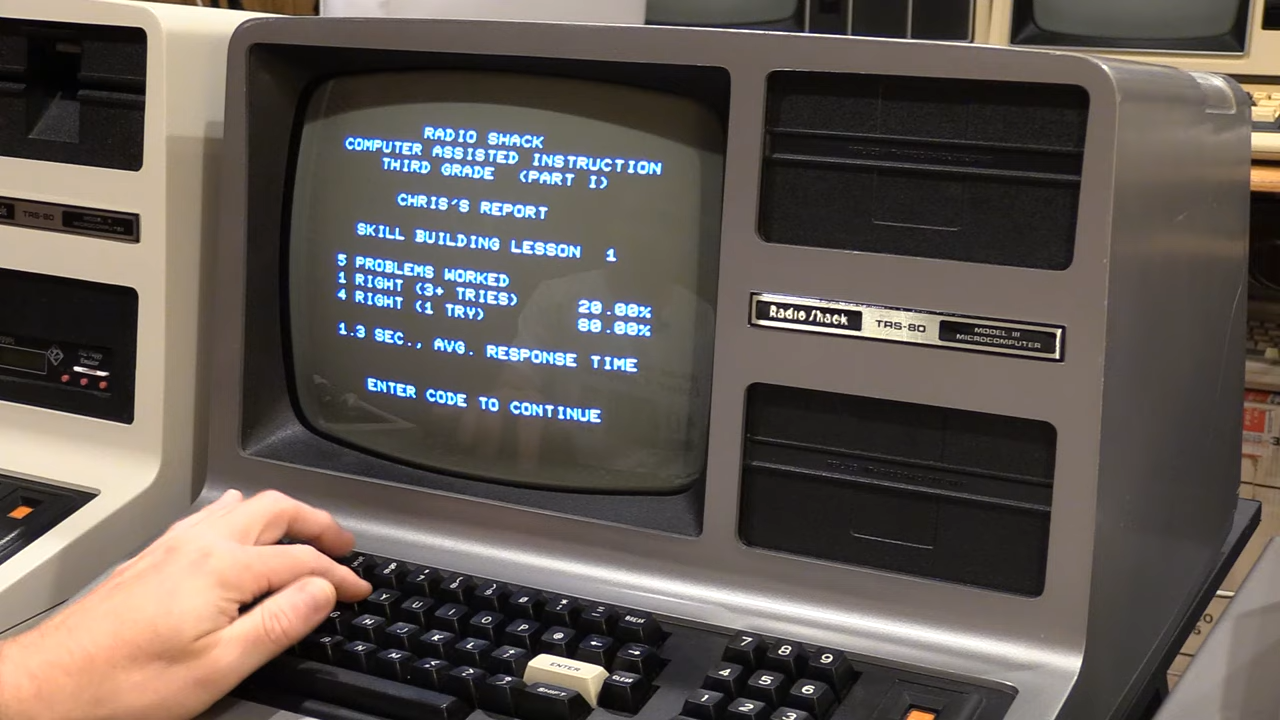 RADIO SHACK
COMPUTER ASSISTED INSTRUCTION
THIRD GRADE (PART I)
CHRIS'S REPORT
SKILL BUILDING LESSON 1
5 PROBLEMS WORKED
1 RIGHT (3+ TRIES) 20.00%
4 RIGHT (1 TRY) 80.00%
1.3 SEC., AVG. RESPONSE TIME
ENTER CODE TO CONTINUE
Radio Shack TRS-80 MODEL III MICROCOMPUTER
TRS-80
BREAK
Y U I O P @
H J K L ENTER CLEAR
N M SHIFT
7 8 9
4 5 6
1 2 3